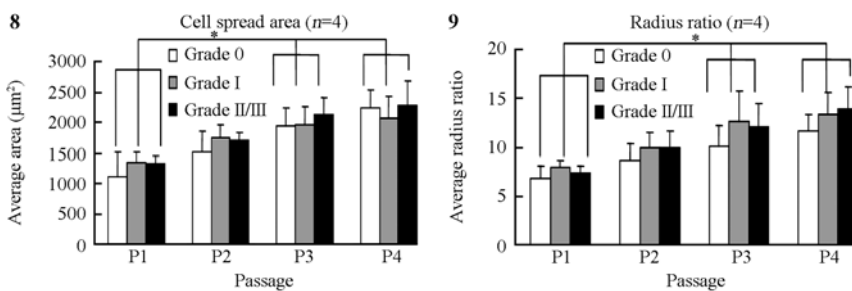 8
Cell spread area (n=4)
*
3000
2500
2000
1500
1000
500
0
Average area (µm²)
Grade 0
Grade I
Grade II/III
P1
P2
P3
P4
Passage
9
Radius ratio (n=4)
*
20
15
10
5
0
Average radius ratio
Grade 0
Grade I
Grade II/III
P1
P2
P3
P4
Passage